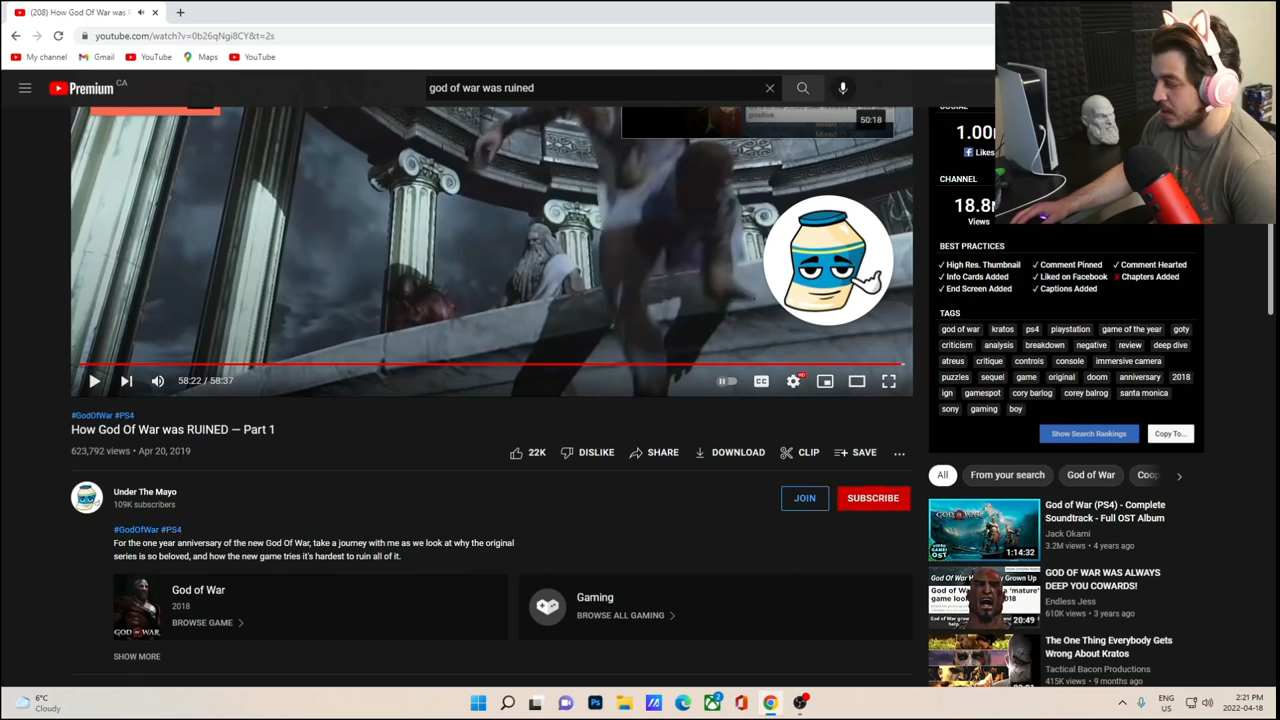 (208) How God Of War was R
youtube.com/watch?v=0b26qNgi8CY&t=2s
My channel
Gmail
YouTube
Maps
YouTube
Premium CA
god of war was ruined
positive
Mixed
50:18
58:22 / 58:37
CC
HD
#GodOfWar #PS4
How God Of War was RUINED — Part 1
623,792 views • Apr 20, 2019
22K
DISLIKE
SHARE
DOWNLOAD
CLIP
SAVE
Under The Mayo
109K subscribers
JOIN
SUBSCRIBE
#GodOfWar #PS4
For the one year anniversary of the new God Of War, take a journey with me as we look at why the original
series is so beloved, and how the new game tries it's hardest to ruin all of it.
GOD OF WAR
God of War
2018
BROWSE GAME
Gaming
BROWSE ALL GAMING
SHOW MORE
SOCIAL
1.00
Likes
CHANNEL
18.8
Views
BEST PRACTICES
✓ High Res. Thumbnail ✓ Comment Pinned ✓ Comment Hearted
✓ Info Cards Added ✓ Liked on Facebook X Chapters Added
✓ End Screen Added ✓ Captions Added
TAGS
god of war kratos ps4 playstation game of the year goty
criticism analysis breakdown negative review deep dive
atreus critique controls console immersive camera
puzzles sequel game original doom anniversary 2018
ign gamespot cory barlog corey balrog santa monica
sony gaming boy
Show Search Rankings
Copy To...
All
From your search
God of War
Coop
1:14:32
God of War (PS4) - Complete
Soundtrack - Full OST Album
Jack Okami
3.2M views • 4 years ago
20:49
GOD OF WAR WAS ALWAYS
DEEP YOU COWARDS!
Endless Jess
610K views • 3 years ago
The One Thing Everybody Gets
Wrong About Kratos
Tactical Bacon Productions
415K views • 9 months ago
6°C
Cloudy
2
ENG
US
2:21 PM
2022-04-18